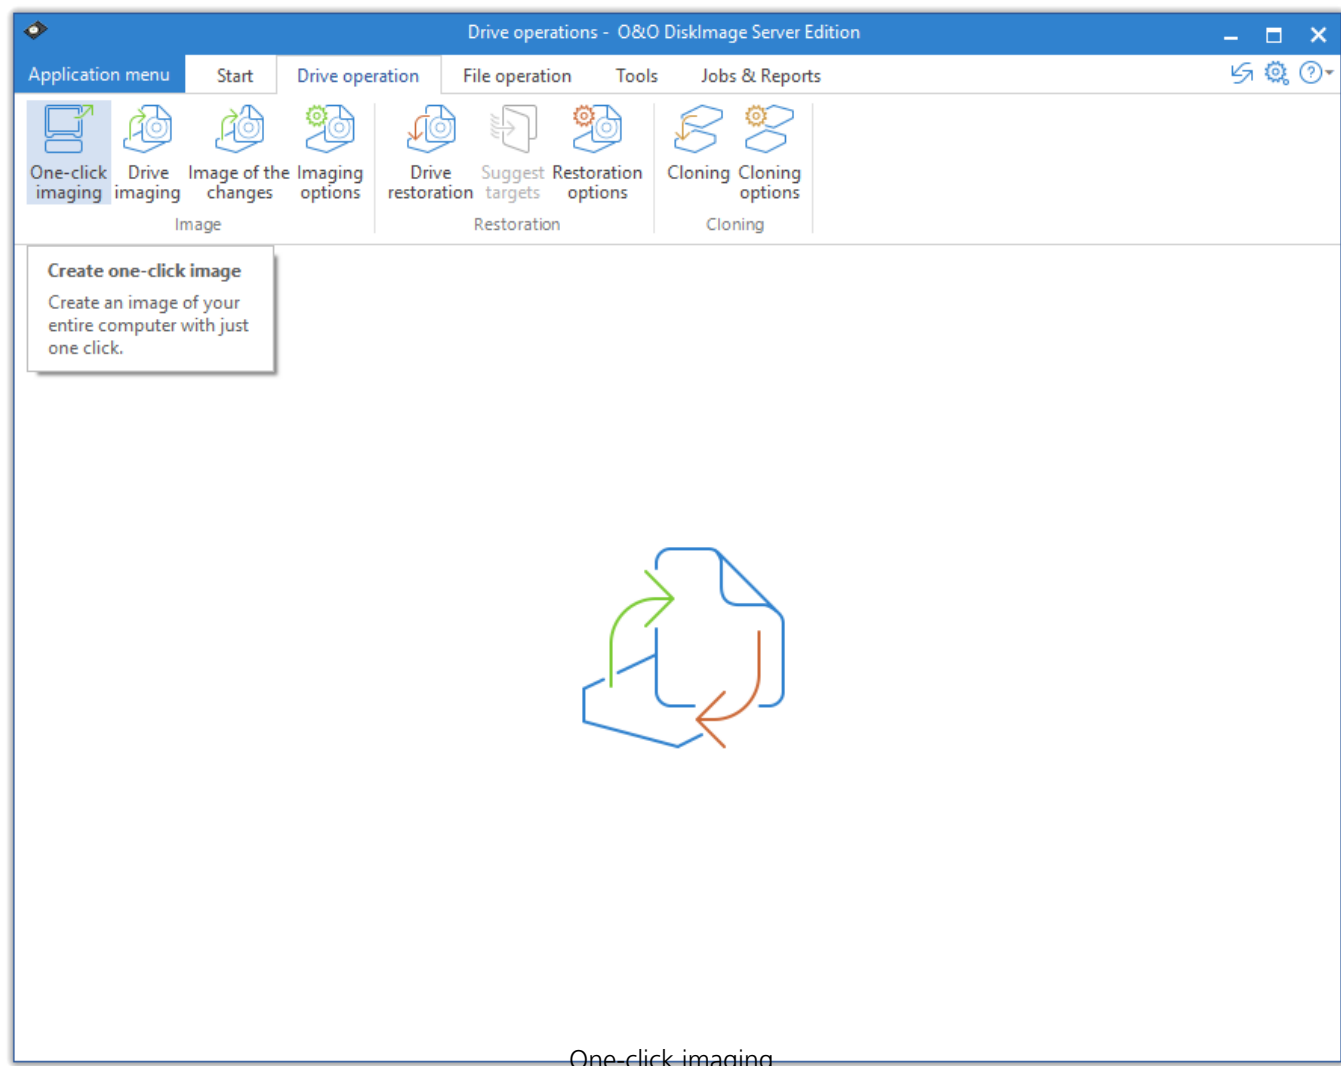 Drive operations - O&O DiskImage Server Edition
Application menu Start Drive operation File operation Tools Jobs & Reports
One-click imaging
Drive imaging
Image of the changes
Imaging options
Image
Drive restoration
Suggest targets
Restoration options
Restoration
Cloning
Cloning options
Cloning
Create one-click image
Create an image of your
entire computer with just
one click.
One-click imaging